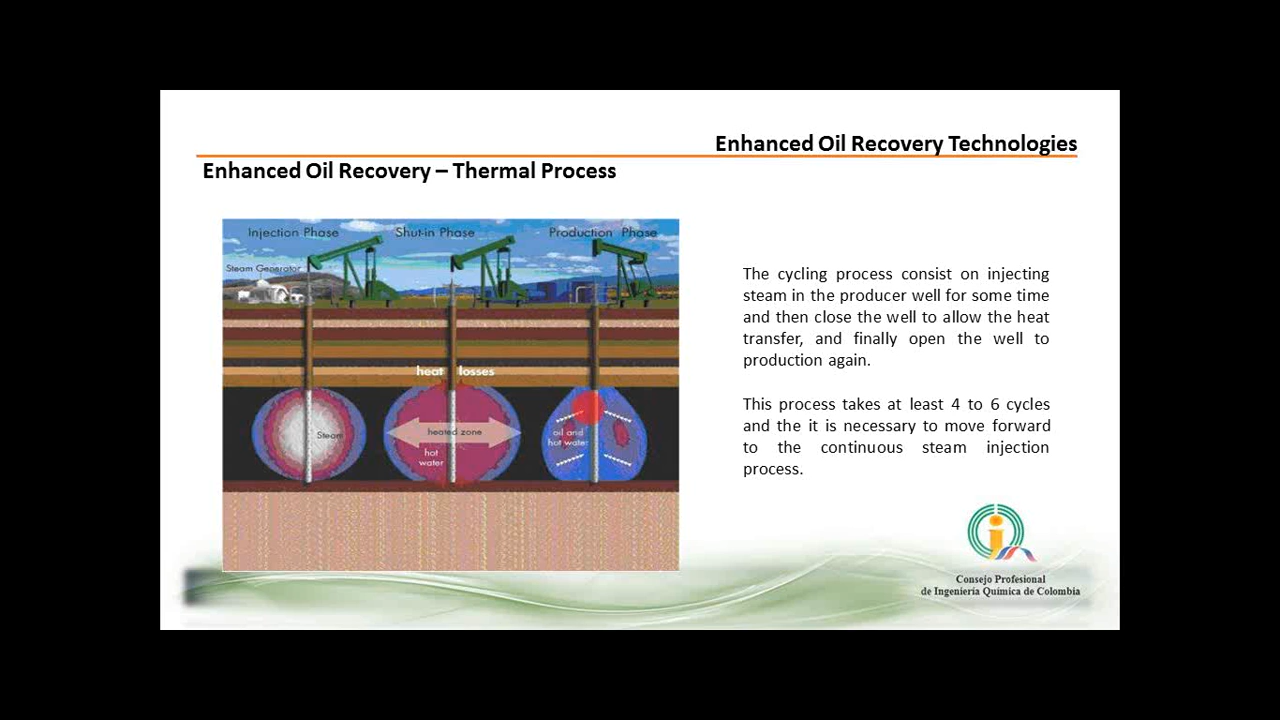 Enhanced Oil Recovery Technologies
Enhanced Oil Recovery – Thermal Process
Injection Phase
Shut-in Phase
Production Phase
Steam Generator
heat losses
Steam
heated zone
hot
water
oil and
hot water
The cycling process consist on injecting
steam in the producer well for some time
and then close the well to allow the heat
transfer, and finally open the well to
production again.
This process takes at least 4 to 6 cycles
and the it is necessary to move forward
to the continuous steam injection
process.
Consejo Profesional
de Ingeniería Química de Colombia